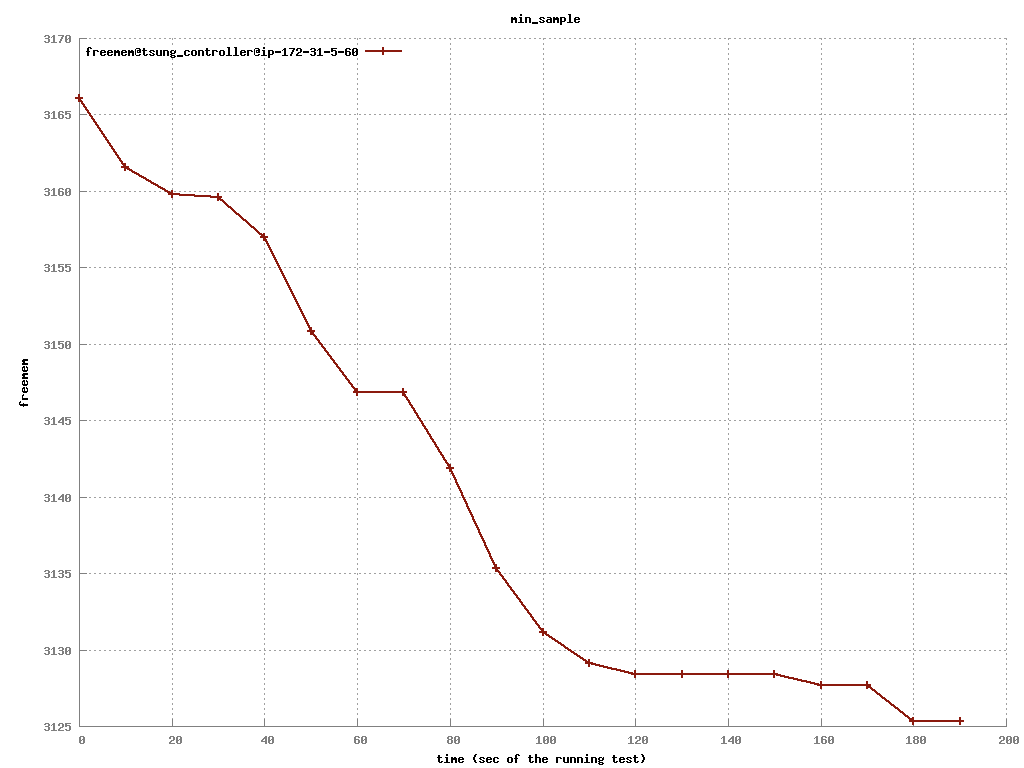 min_sample
freemem@tsung_controller@ip-172-31-5-60
3170
3165
3160
3155
3150
3145
3140
3135
3130
3125
freemem
0 20 40 60 80 100 120 140 160 180 200
time (sec of the running test)